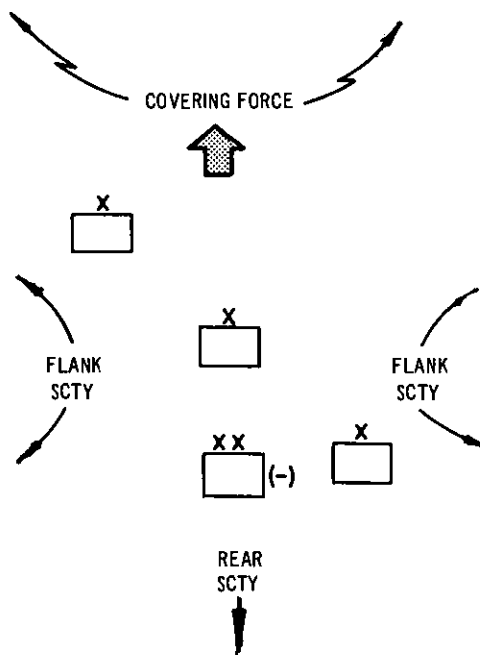 COVERING FORCE
X
X
FLANK
SCTY
FLANK
SCTY
XX
(-)
X
REAR
SCTY